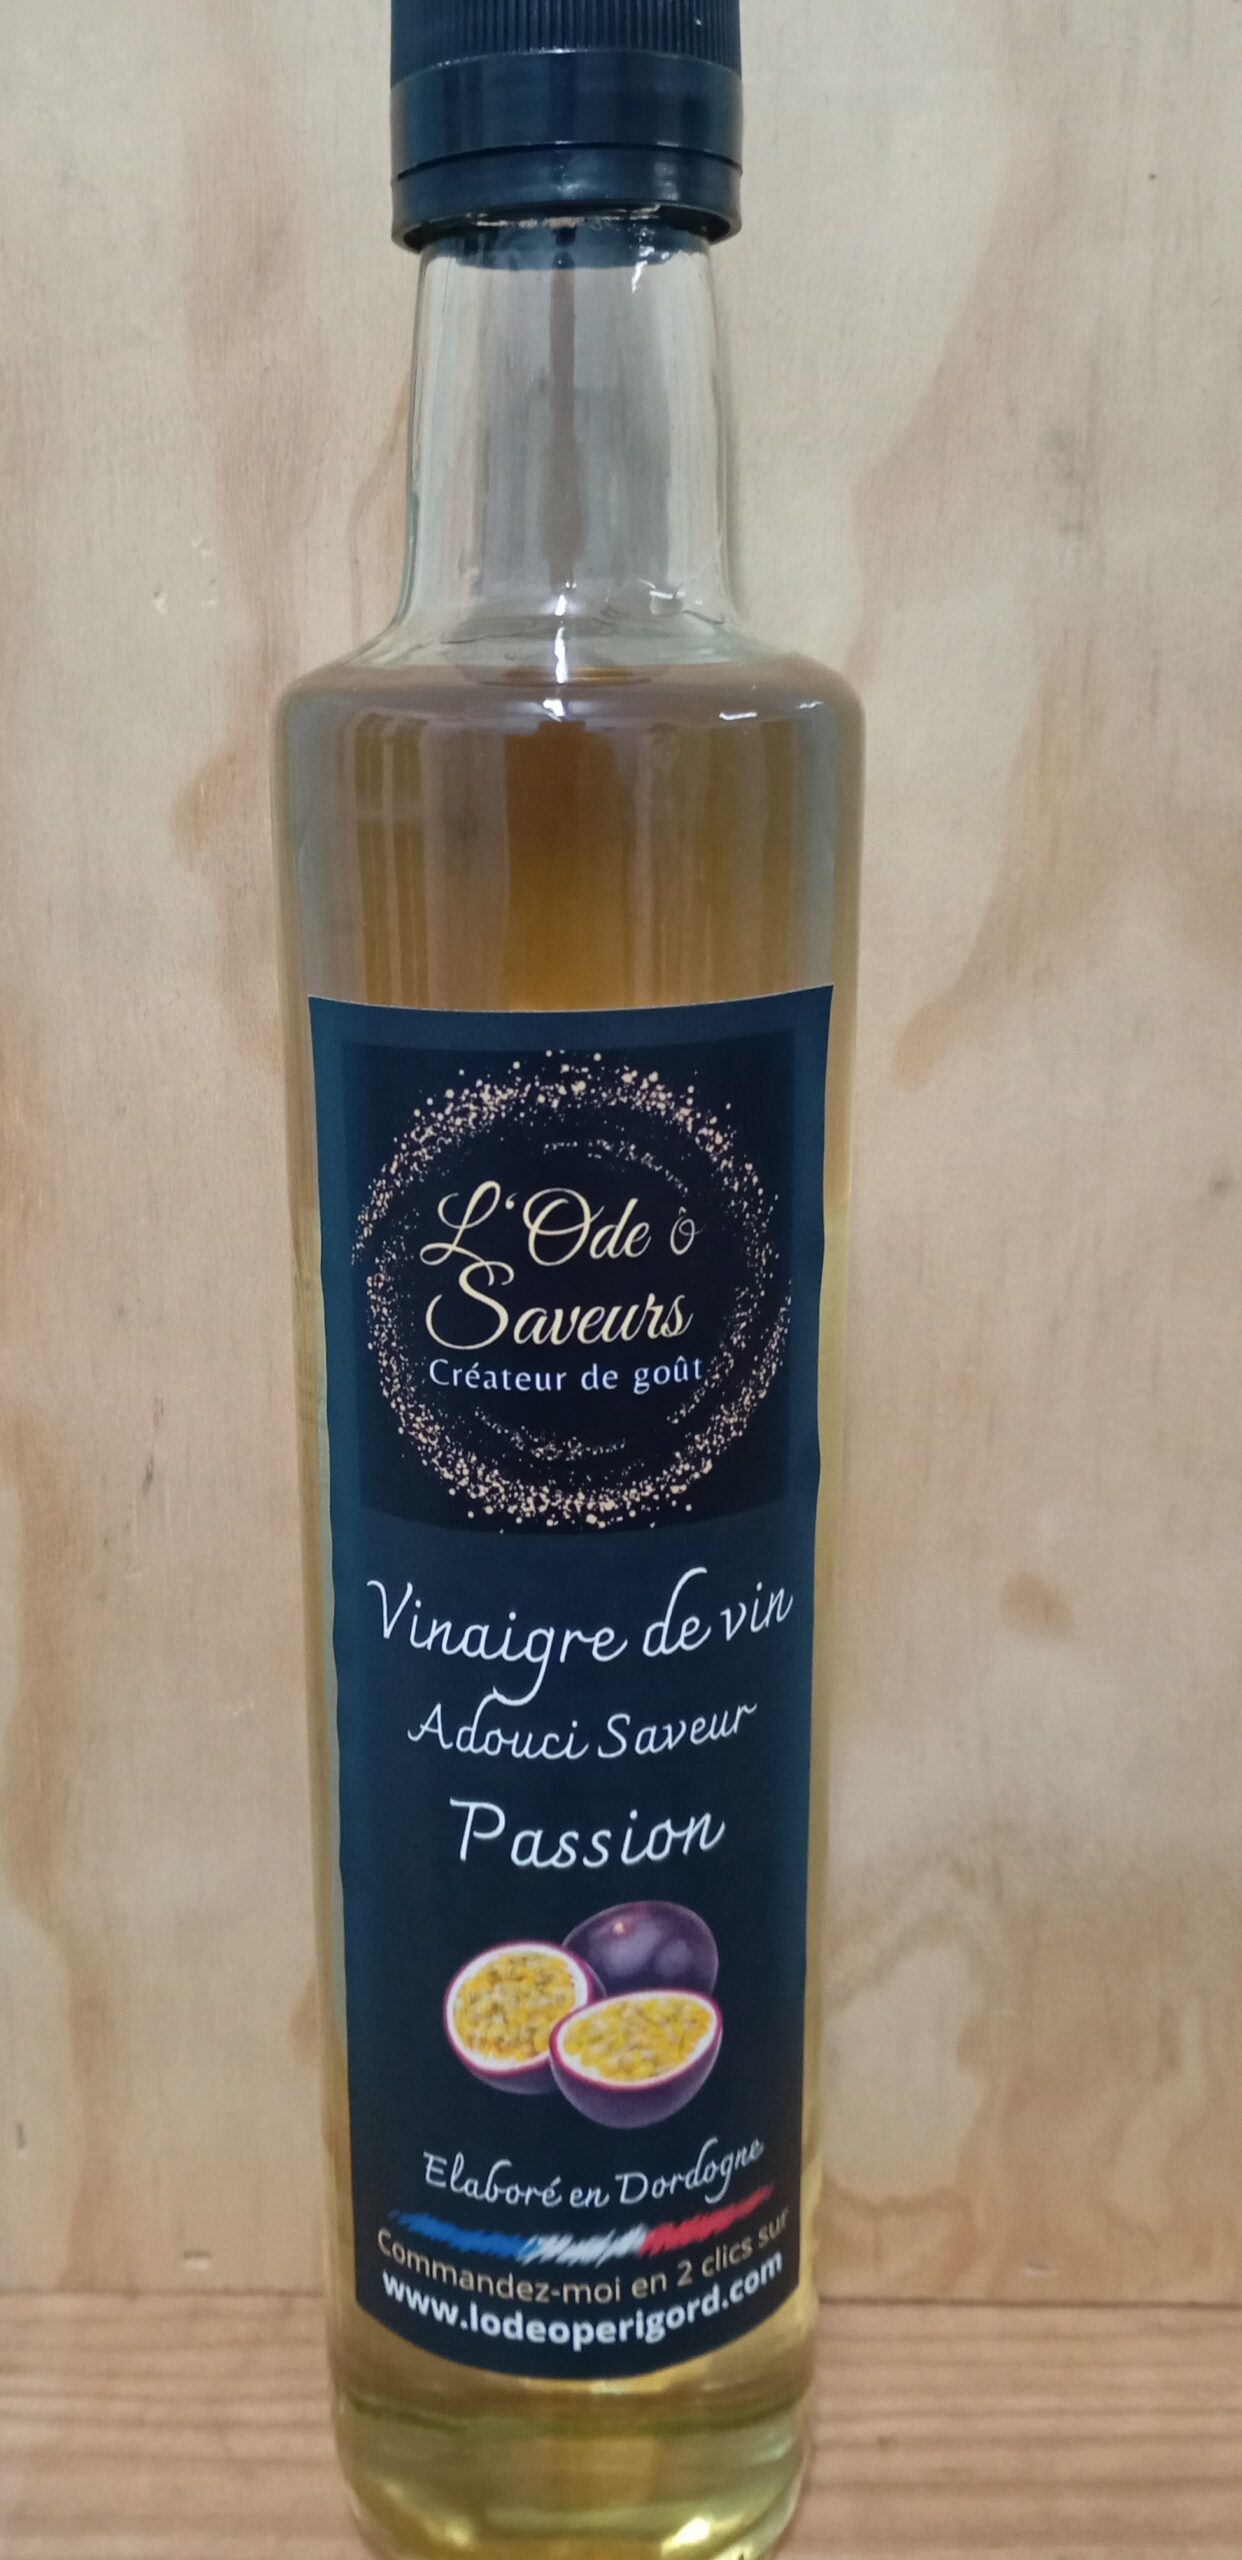 L'Ode ô
Saveurs
Créateur de goût
Vinaigre de vin
Adouci Saveur
Passion
Elaboré en Dordogne
Commandez-moi en 2 clics sur
www.lodeoperigord.com